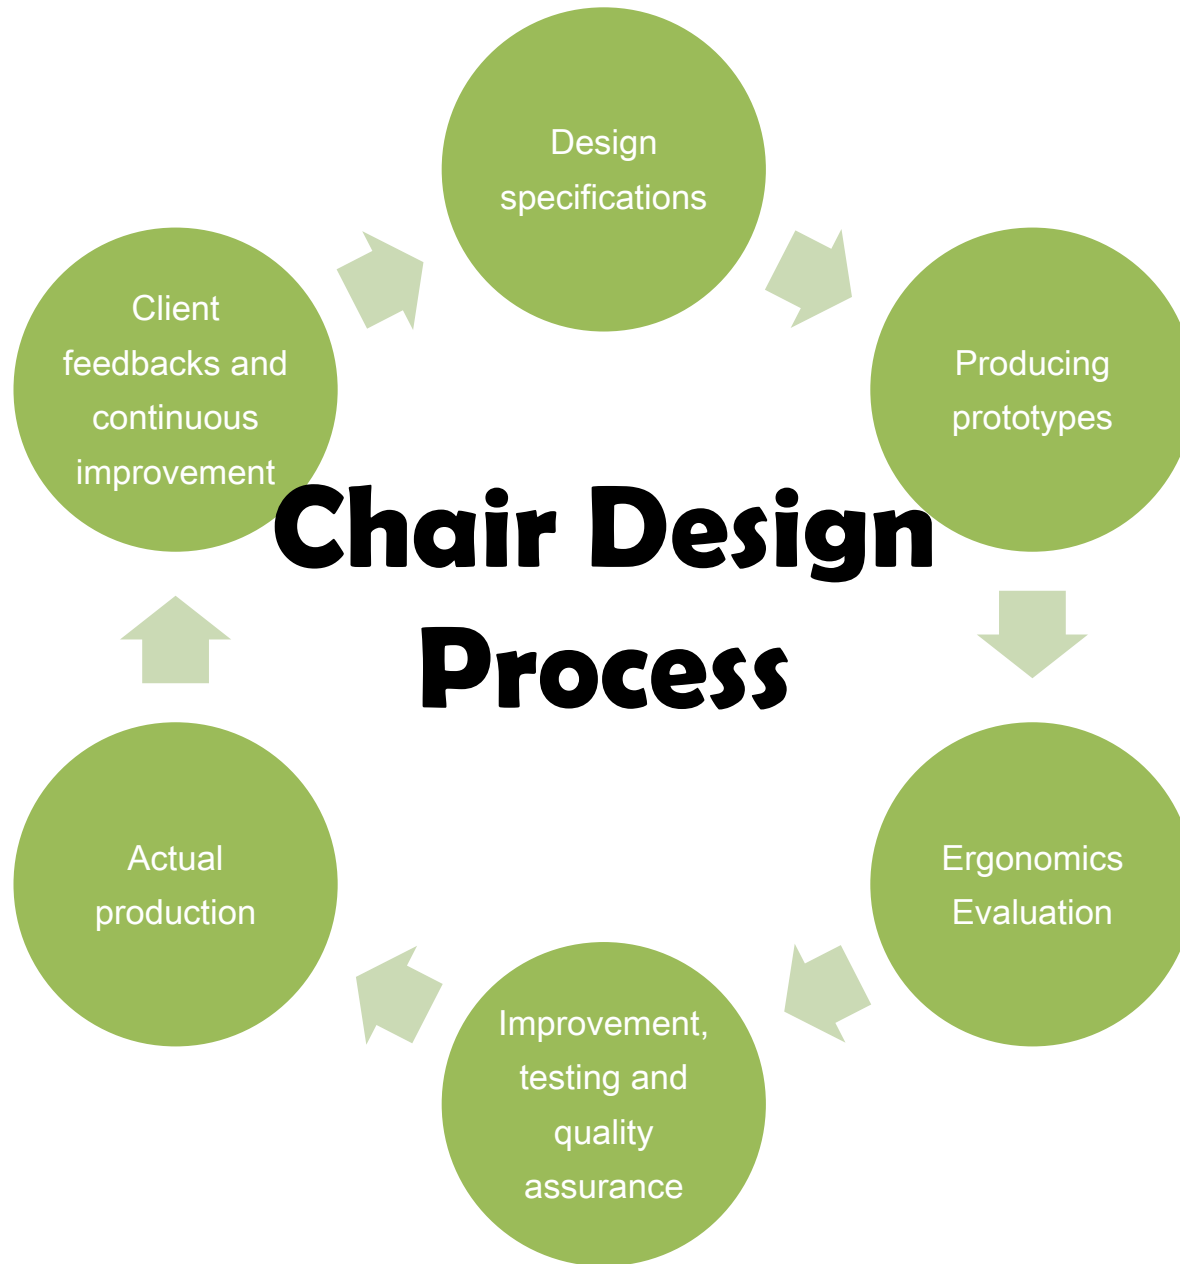 Design
specifications
Producing
prototypes
Ergonomics
Evaluation
Improvement,
testing and
quality
assurance
Actual
production
Client
feedbacks and
continuous
improvement
Chair Design
Process